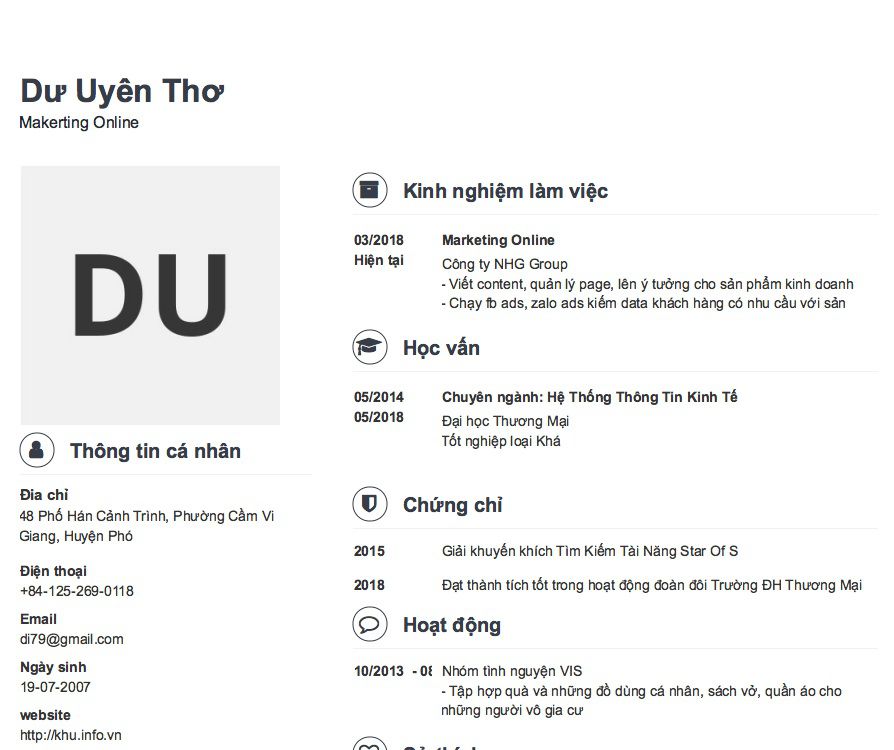 Dư Uyên Thơ
Makerting Online
DU
Thông tin cá nhân
Đia chỉ
48 Phố Hán Cảnh Trình, Phường Cầm Vi
Giang, Huyện Phó
Điện thoại
+84-125-269-0118
Email
di79@gmail.com
Ngày sinh
19-07-2007
website
http://khu.info.vn
Kinh nghiệm làm việc
03/2018
Hiện tại
Marketing Online
Công ty NHG Group
- Viết content, quản lý page, lên ý tưởng cho sản phẩm kinh doanh
- Chạy fb ads, zalo ads kiếm data khách hàng có nhu cầu với sản
Học vấn
05/2014
05/2018
Chuyên ngành: Hệ Thống Thông Tin Kinh Tế
Đại học Thương Mại
Tốt nghiệp loại Khá
Chứng chỉ
2015 Giải khuyến khích Tìm Kiếm Tài Năng Star Of S
2018 Đạt thành tích tốt trong hoạt động đoàn đôi Trường ĐH Thương Mại
Hoạt động
10/2013 - 08 Nhóm tình nguyện VIS
- Tập hợp quà và những đồ dùng cá nhân, sách vở, quần áo cho
những người vô gia cư